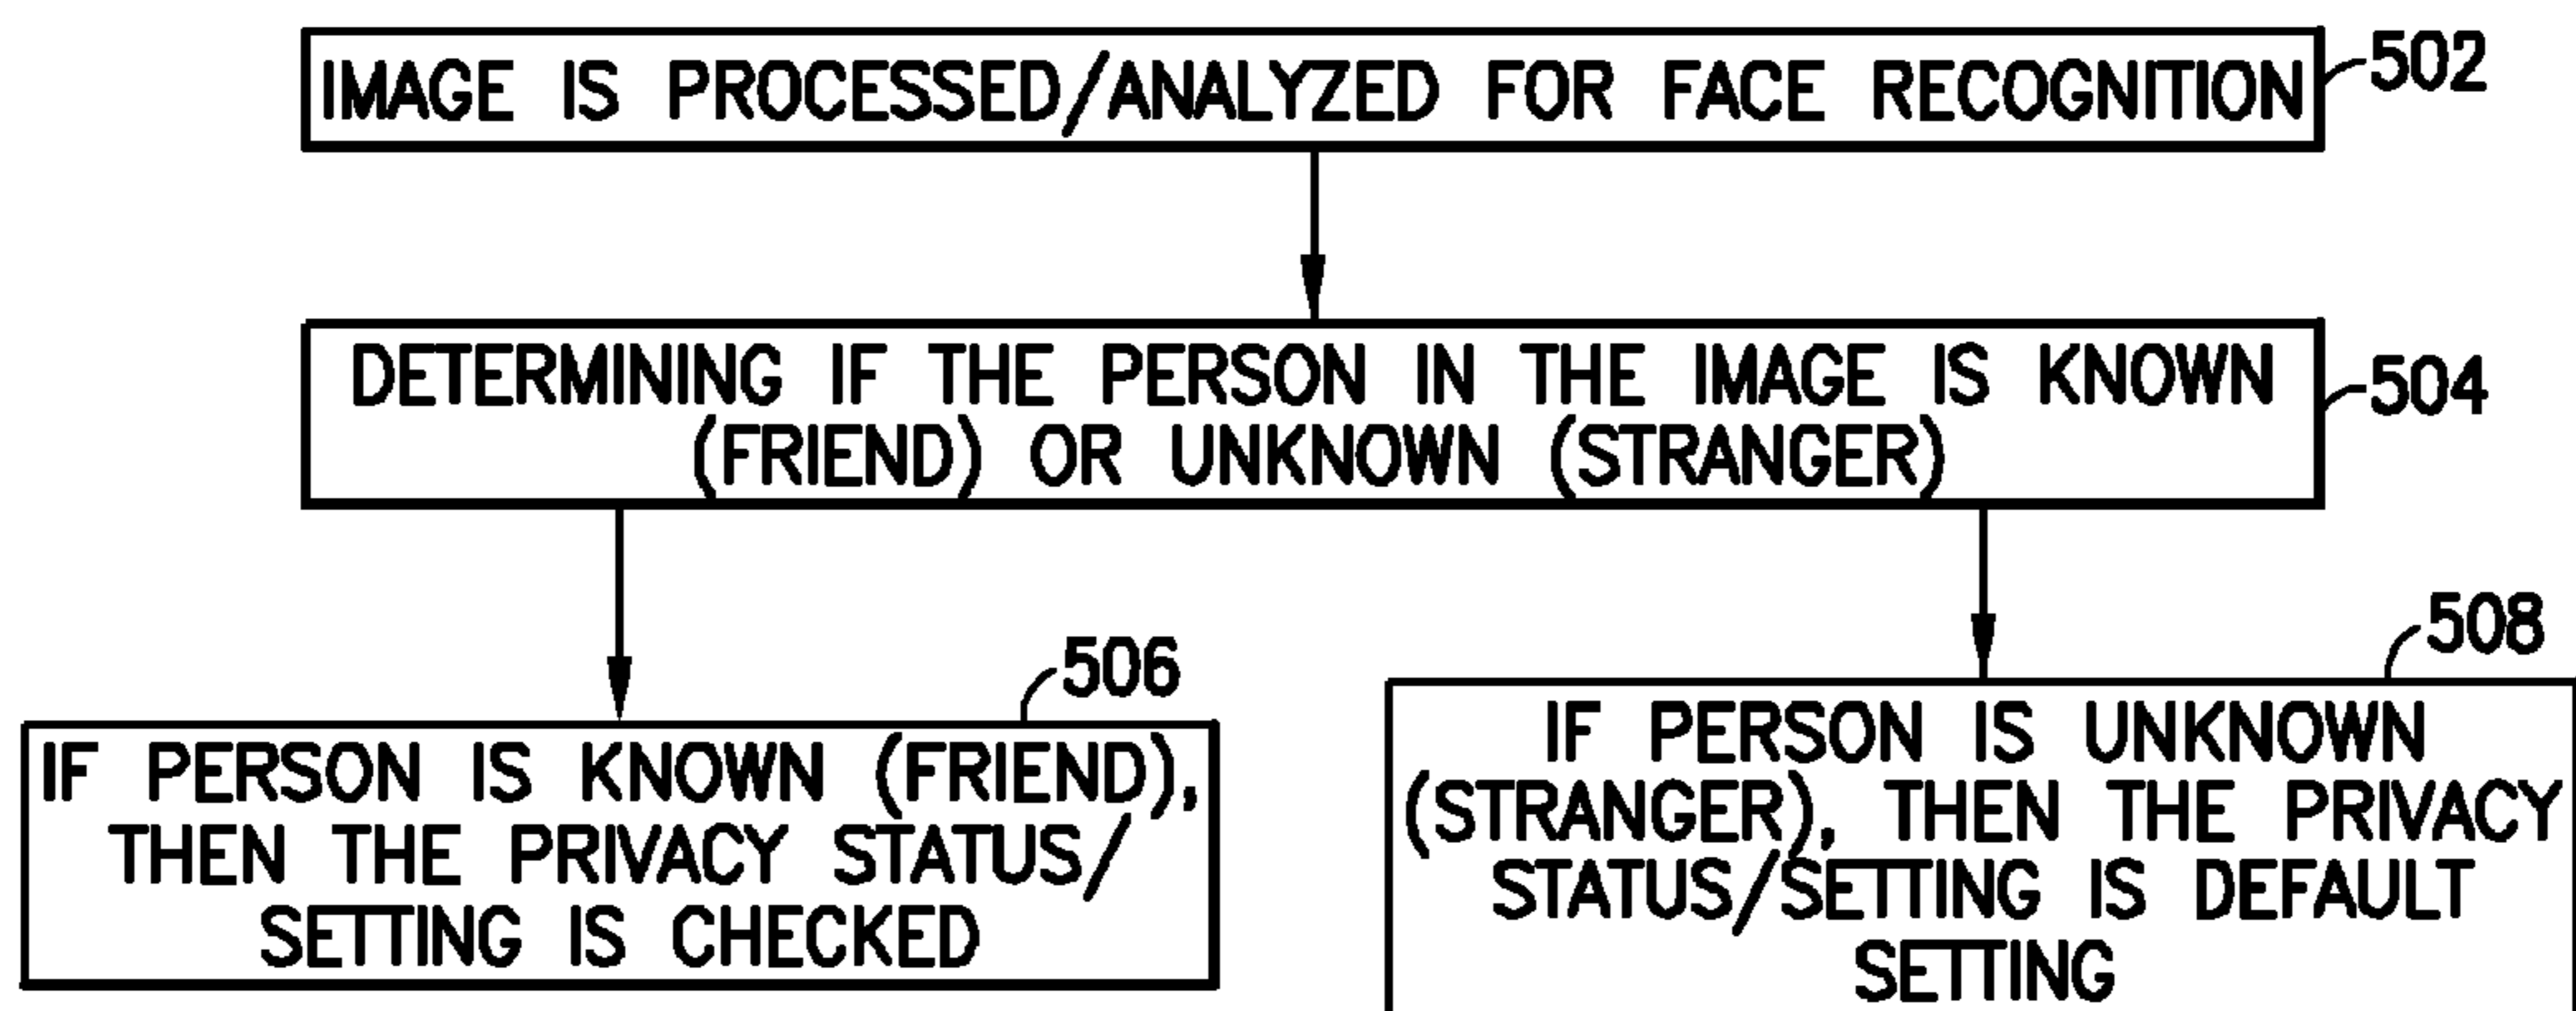 IMAGE IS PROCESSED/ANALYZED FOR FACE RECOGNITION
502
DETERMINING IF THE PERSON IN THE IMAGE IS KNOWN
(FRIEND) OR UNKNOWN (STRANGER)
504
506
IF PERSON IS KNOWN (FRIEND),
THEN THE PRIVACY STATUS/
SETTING IS CHECKED
508
IF PERSON IS UNKNOWN
(STRANGER), THEN THE PRIVACY
STATUS/SETTING IS DEFAULT
SETTING